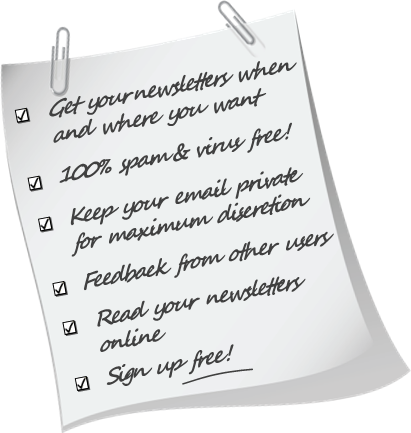 Get your newsletters when
and where you want
100% spam & virus free!
Keep your email private
for maximum discretion
Feedback from other users
Read your newsletters
online
Sign up free!